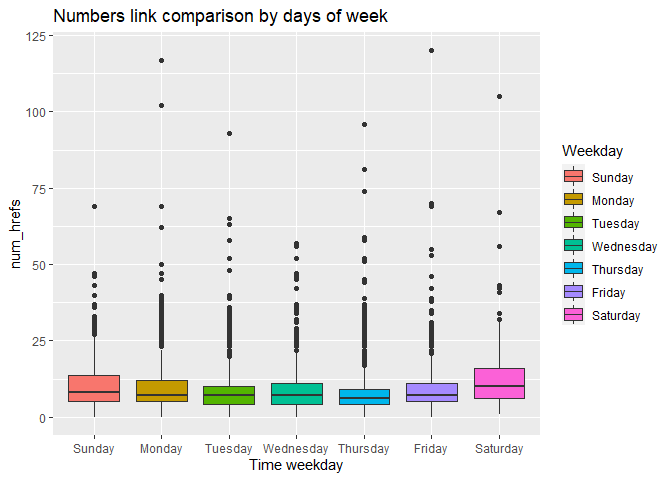 Numbers link comparison by days of week
125
100
75
50
25
0
num_hrefs
Sunday
Monday
Tuesday
Wednesday
Thursday
Friday
Saturday
Time weekday
Weekday
Sunday
Monday
Tuesday
Wednesday
Thursday
Friday
Saturday